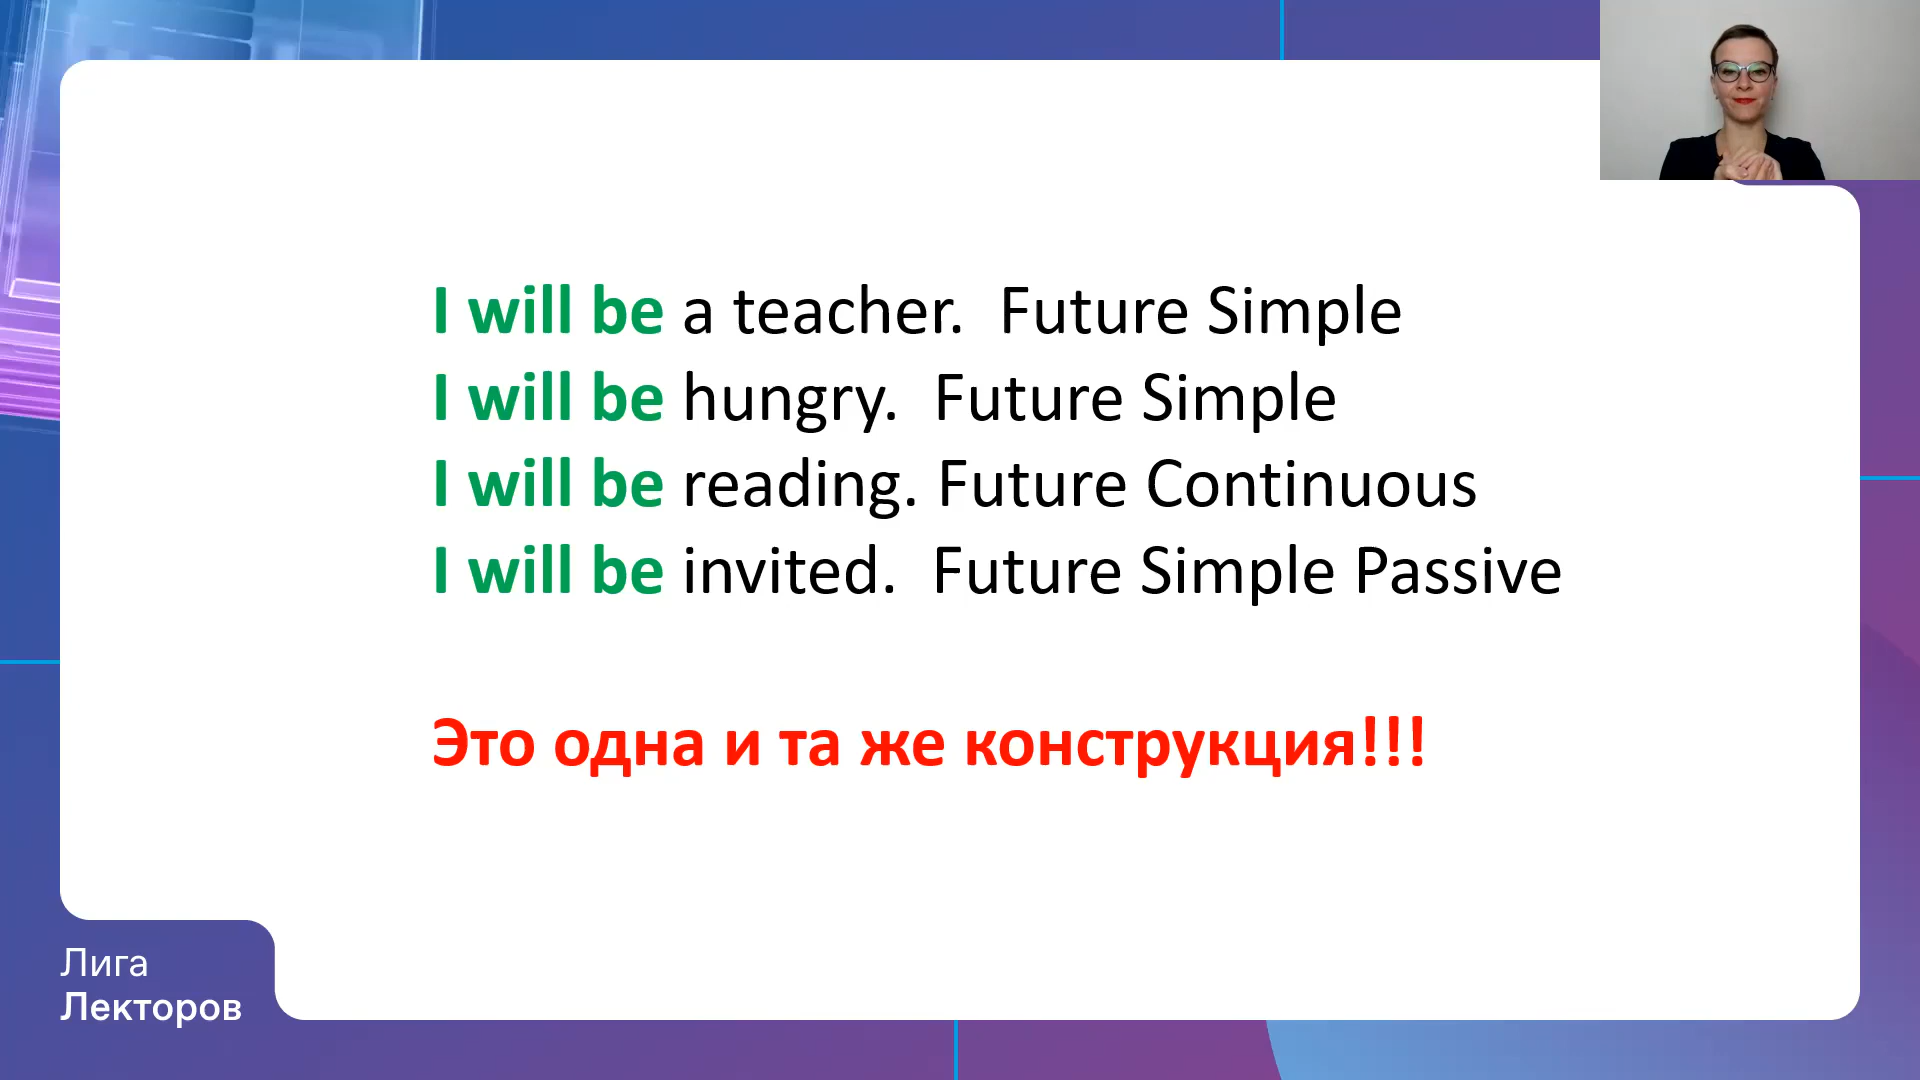 I will be a teacher.  Future Simple
I will be hungry.  Future Simple
I will be reading. Future Continuous
I will be invited.  Future Simple Passive
Это одна и та же конструкция!!!
Лига
Лекторов